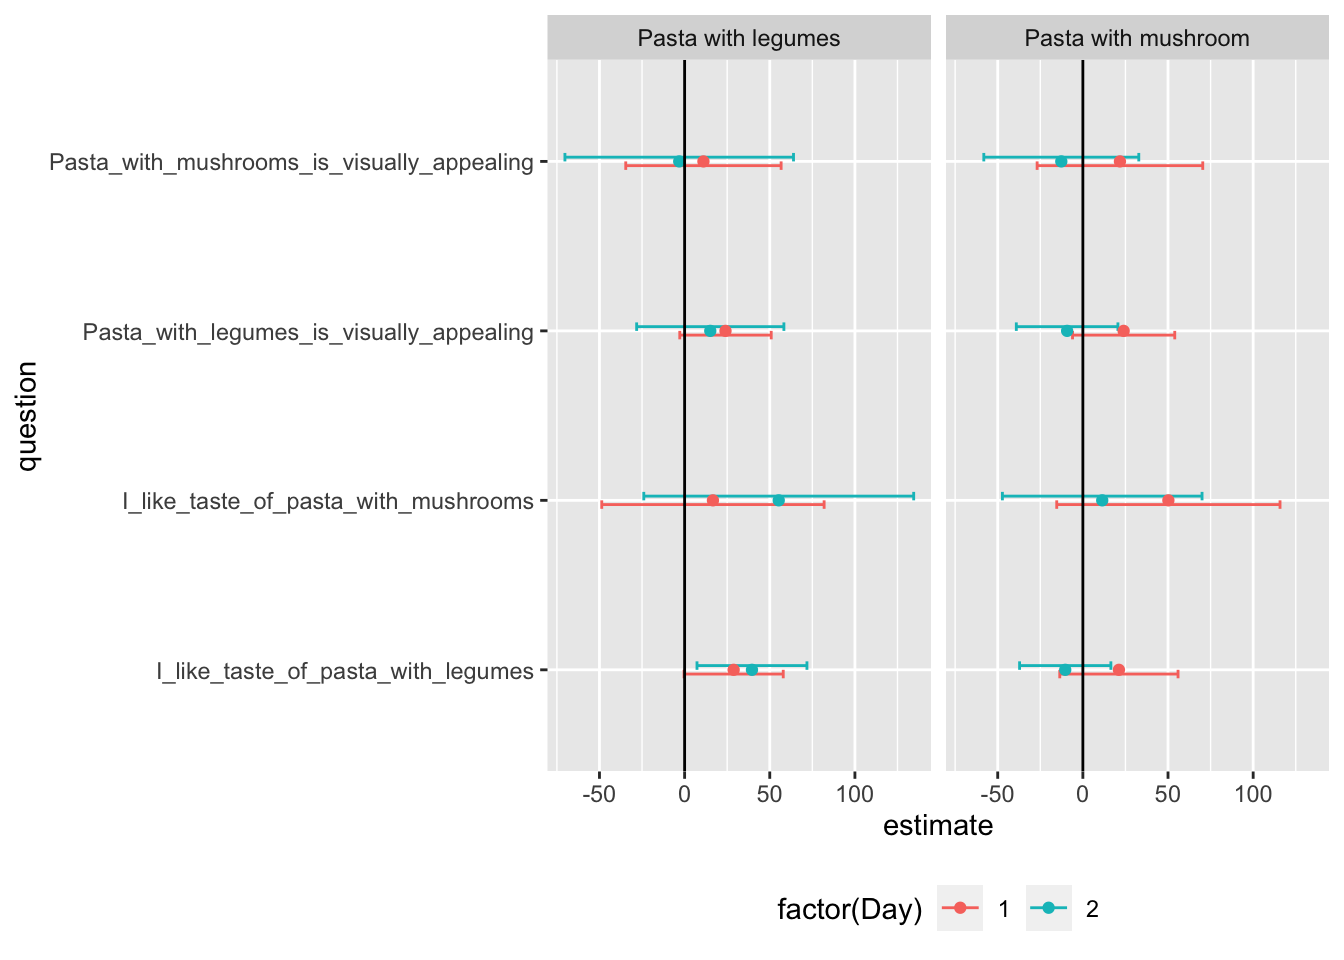 Pasta with legumes
Pasta with mushroom
Pasta_with_mushrooms_is_visually_appealing
Pasta_with_legumes_is_visually_appealing
I_like_taste_of_pasta_with_mushrooms
I_like_taste_of_pasta_with_legumes
question
-50 0 50 100
-50 0 50 100
estimate
factor(Day) 1 2